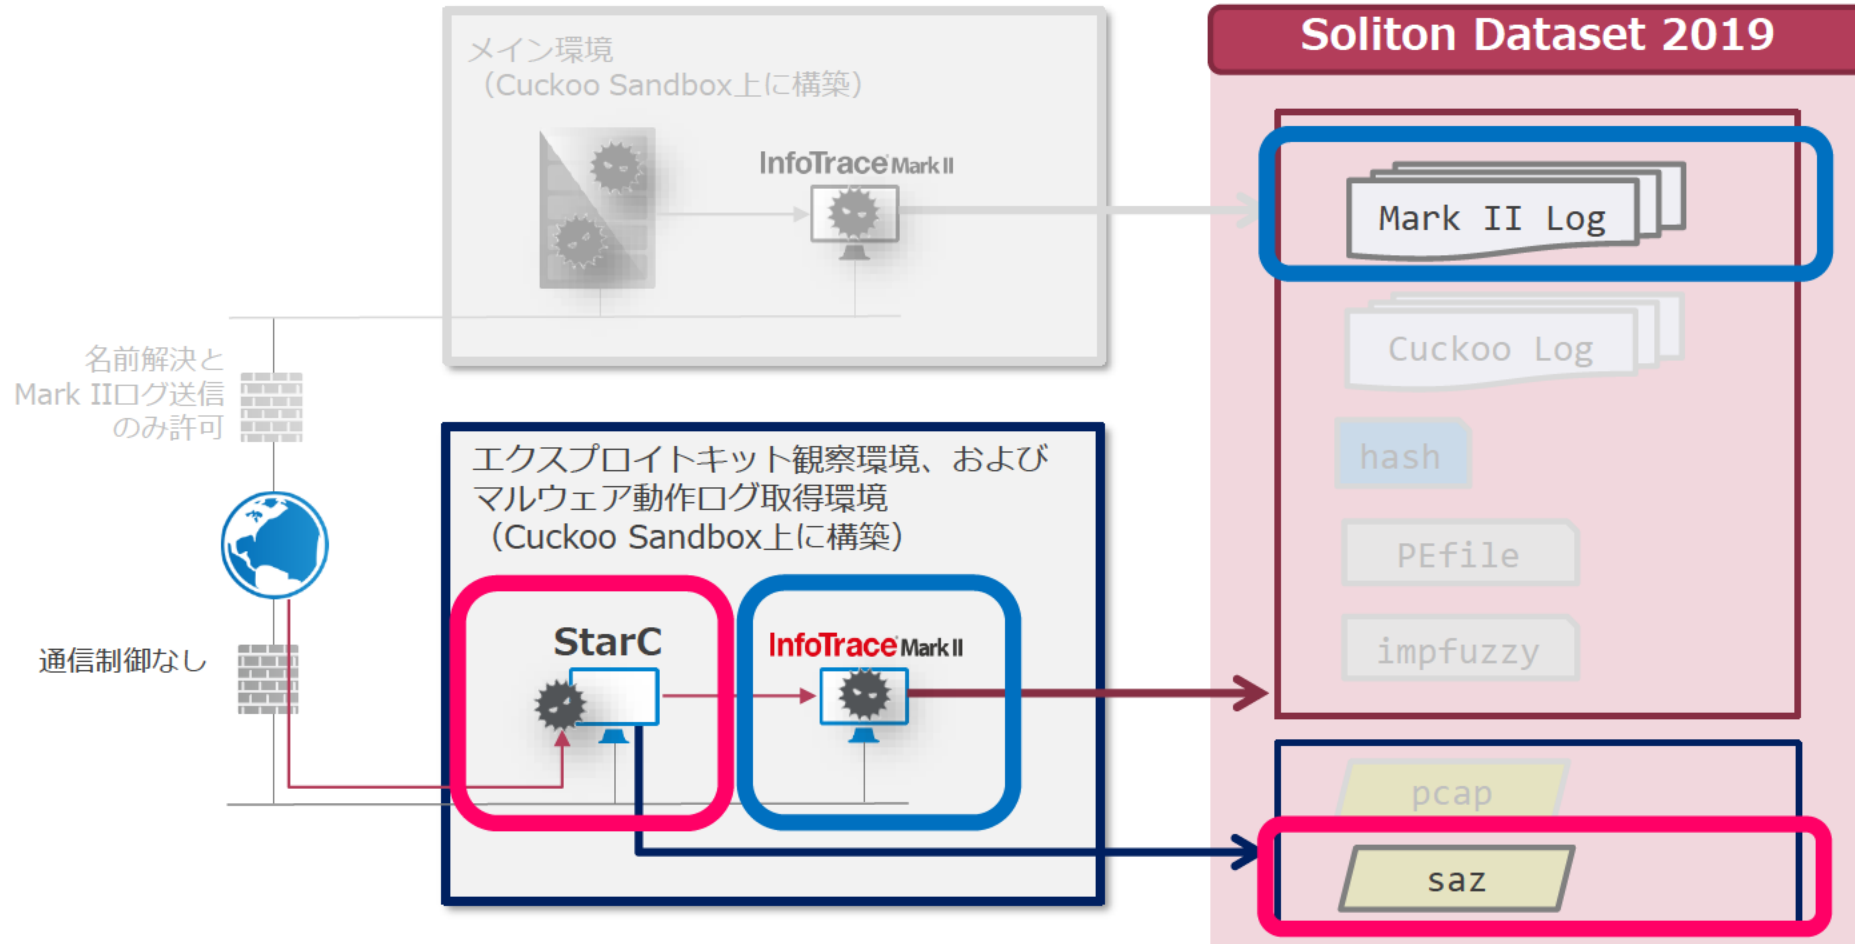 メイン環境
（Cuckoo Sandbox上に構築）
InfoTrace Mark II
名前解決と
Mark IIログ送信
のみ許可
通信制御なし
エクスプロイトキット観察環境、および
マルウェア動作ログ取得環境
（Cuckoo Sandbox上に構築）
StarC
InfoTrace Mark II
Soliton Dataset 2019
Mark II Log
Cuckoo Log
hash
PEfile
impfuzzy
pcap
saz